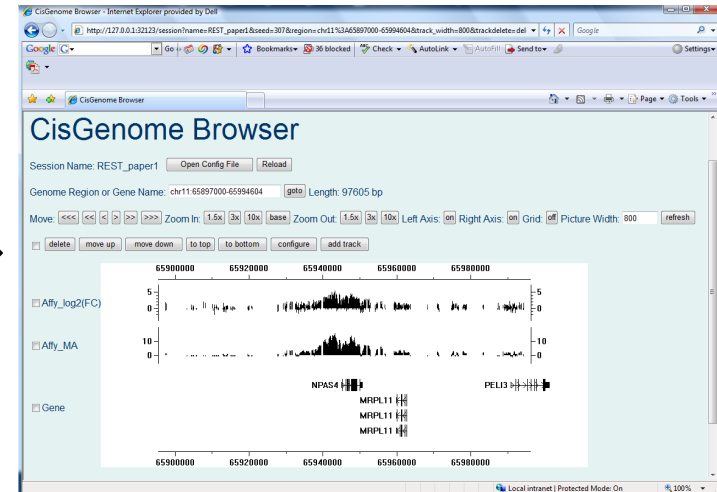 CisGenome Browser - Internet Explorer provided by Dell
http://127.0.0.1:32123/session?name=REST_paper1&seed=307&region=chr11%3A65897000-65994604&track_width=800&trackdelete=del
Google
Google G Go Bookmarks 36 blocked Check AutoLink AutoFill Send to Settings
CisGenome Browser Page Tools
CisGenome Browser
Session Name: REST_paper1 Open Config File Reload
Genome Region or Gene Name: chr11:65897000-65994604 goto Length: 97605 bp
Move: <<< << < > >> >>> Zoom In: 1.5x 3x 10x base Zoom Out: 1.5x 3x 10x Left Axis: on Right Axis: on Grid: off Picture Width: 800 refresh
delete move up move down to top to bottom configure add track
65900000 65920000 65940000 65960000 65980000
5 5
Affy_log2(FC) 0 0
10 10
Affy_MA
0 0
NPAS4 PELI3
MRPL11
Gene
MRPL11
MRPL11
65900000 65920000 65940000 65960000 65980000
Local intranet | Protected Mode: On 100%